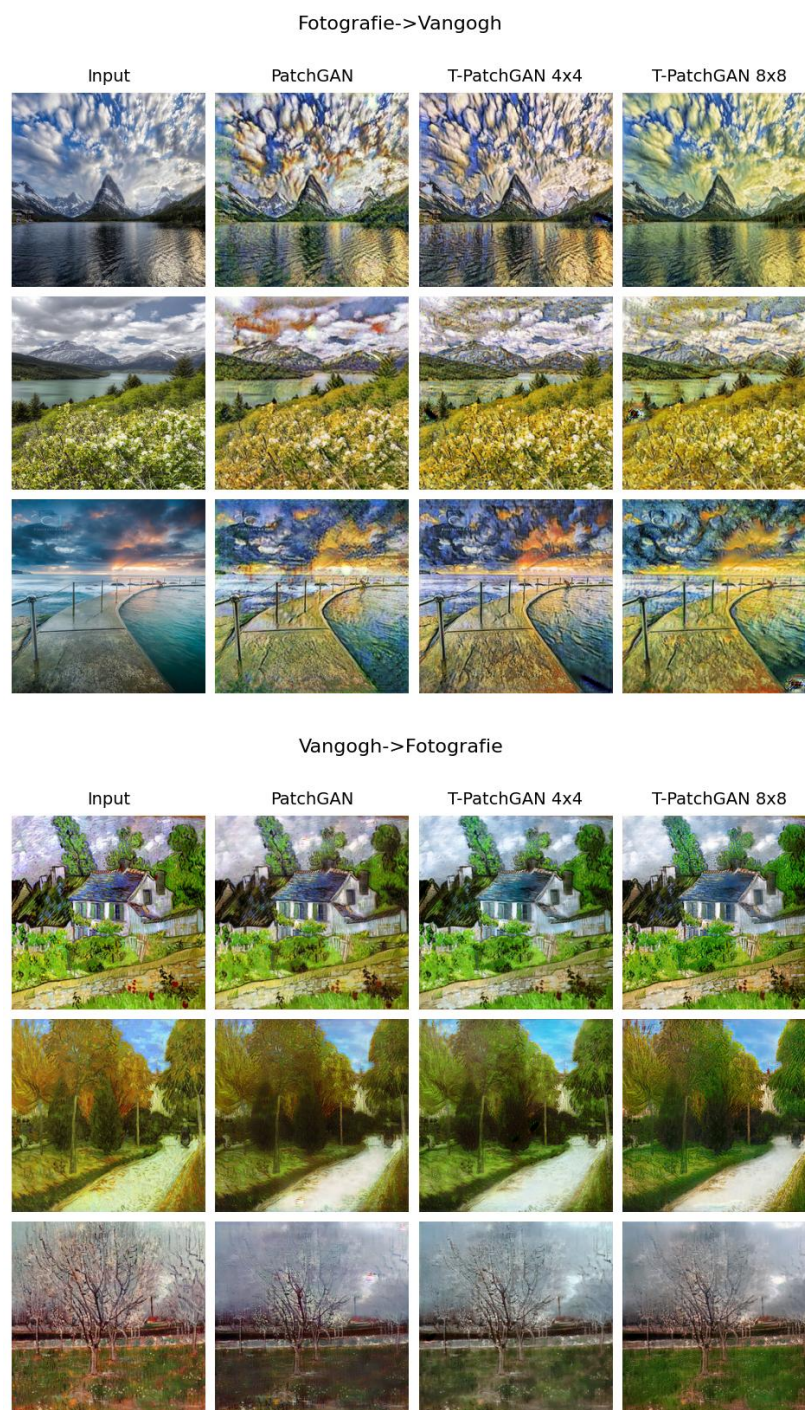 Fotografie->Vangogh
Input PatchGAN T-PatchGAN 4x4 T-PatchGAN 8x8
Vangogh->Fotografie
Input PatchGAN T-PatchGAN 4x4 T-PatchGAN 8x8